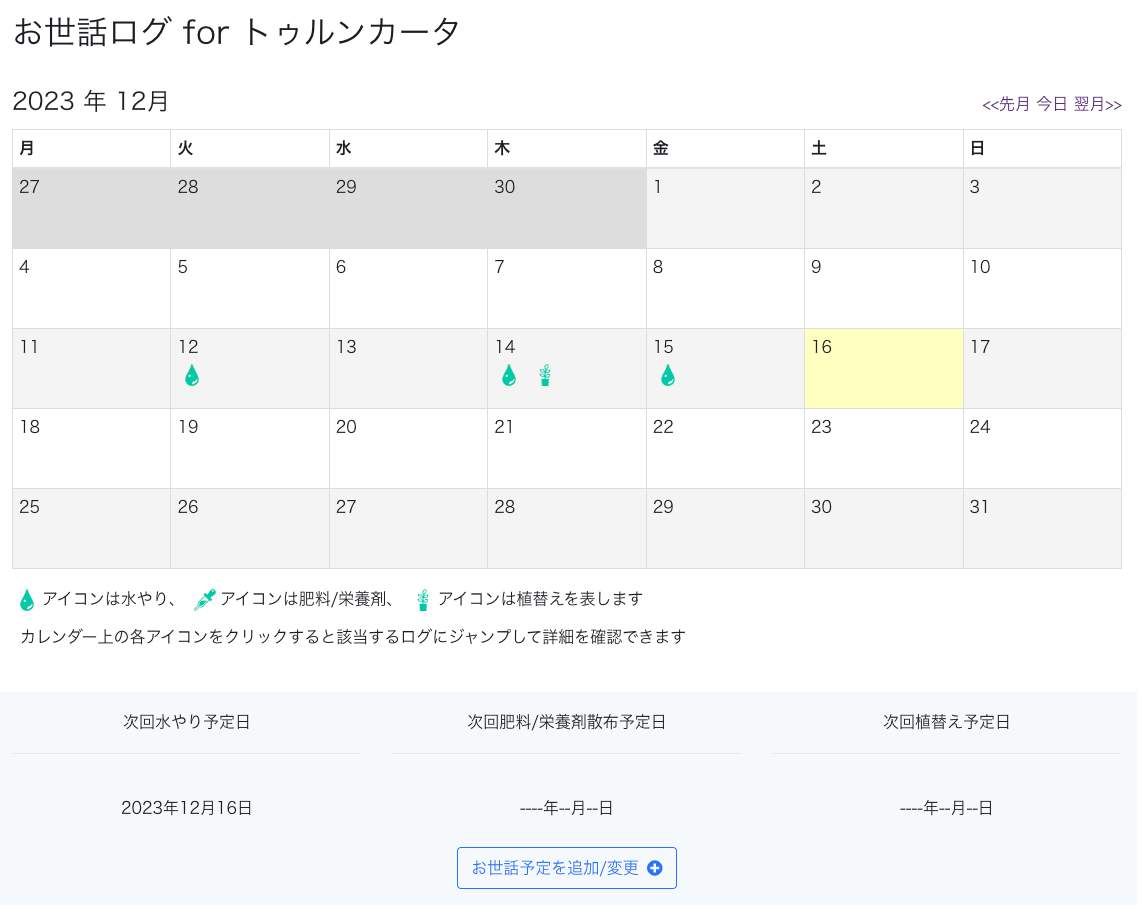 お世話ログ for トゥルンカータ
2023 年 12月
<<先月 今日 翌月>>
月 火 水 木 金 土 日
27 28 29 30 1 2 3
4 5 6 7 8 9 10
11 12 13 14 15 16 17
18 19 20 21 22 23 24
25 26 27 28 29 30 31
アイコンは水やり、 アイコンは肥料/栄養剤、 アイコンは植替えを表します
カレンダー上の各アイコンをクリックすると該当するログにジャンプして詳細を確認できます
次回水やり予定日 次回肥料/栄養剤散布予定日 次回植替え予定日
2023年12月16日 ----年--月--日 ----年--月--日
お世話予定を追加/変更